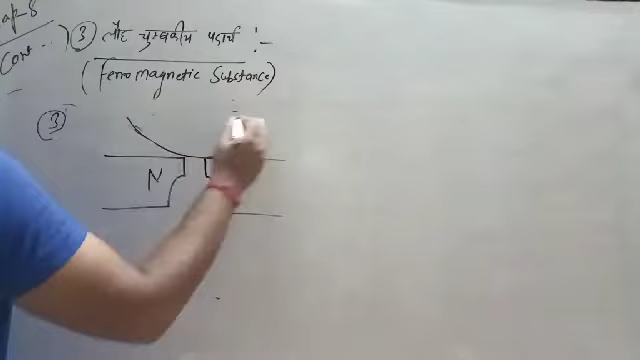 ap-8
(Cont...)
③ लौह चुम्बकीय पदार्थ :-
(Ferromagnetic Substance)
③
N